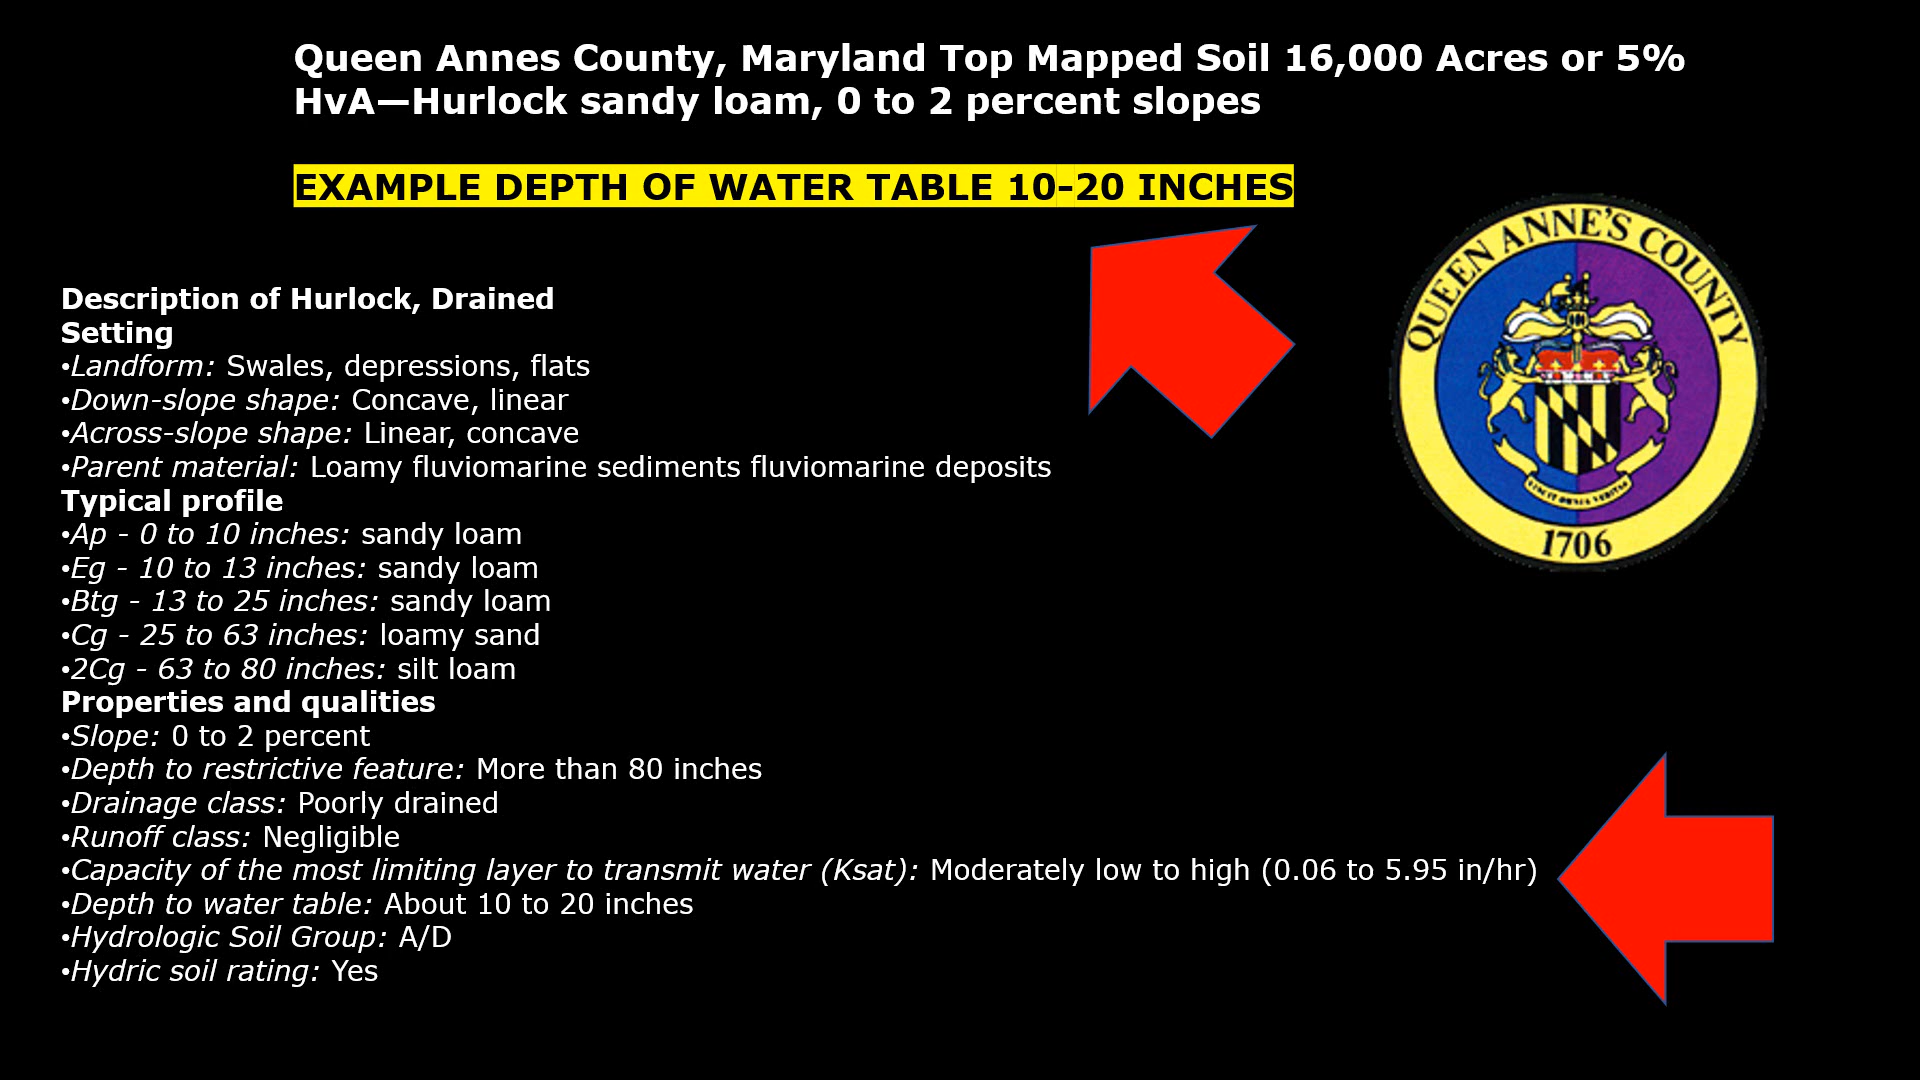 Queen Annes County, Maryland Top Mapped Soil 16,000 Acres or 5%
HvA—Hurlock sandy loam, 0 to 2 percent slopes
EXAMPLE DEPTH OF WATER TABLE 10-20 INCHES
QUEEN ANNE'S COUNTY
1706
Description of Hurlock, Drained
Setting
•Landform: Swales, depressions, flats
•Down-slope shape: Concave, linear
•Across-slope shape: Linear, concave
•Parent material: Loamy fluviomarine sediments fluviomarine deposits
Typical profile
•Ap - 0 to 10 inches: sandy loam
•Eg - 10 to 13 inches: sandy loam
•Btg - 13 to 25 inches: sandy loam
•Cg - 25 to 63 inches: loamy sand
•2Cg - 63 to 80 inches: silt loam
Properties and qualities
•Slope: 0 to 2 percent
•Depth to restrictive feature: More than 80 inches
•Drainage class: Poorly drained
•Runoff class: Negligible
•Capacity of the most limiting layer to transmit water (Ksat): Moderately low to high (0.06 to 5.95 in/hr)
•Depth to water table: About 10 to 20 inches
•Hydrologic Soil Group: A/D
•Hydric soil rating: Yes